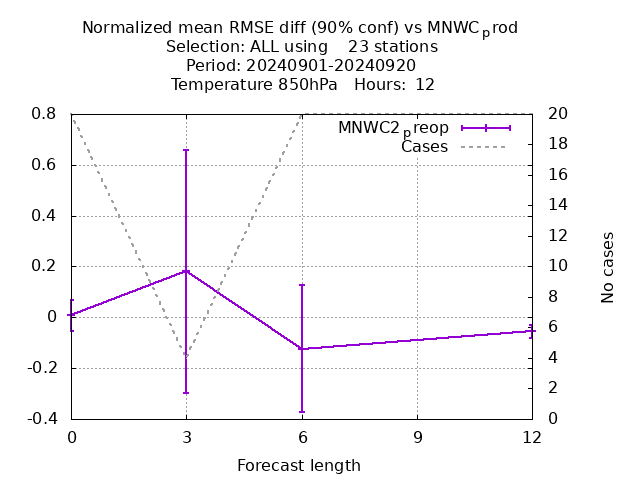 Normalized mean RMSE diff (90% conf) vs MNWCprod
Selection: ALL using    23 stations
Period: 20240901-20240920
Temperature 850hPa   Hours:  12
0.8
0.6
0.4
0.2
0
-0.2
-0.4
20
18
16
14
12
10
8
6
4
2
0
MNWC2preop
Cases
No cases
0
3
6
9
12
Forecast length